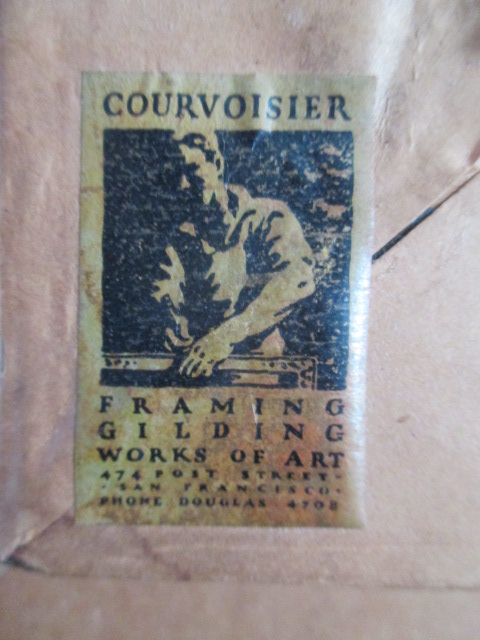 COURVOISIER
FRAMING
GILDING
WORKS OF ART
474 POST STREET·
·SAN FRANCISCO·
PHONE DOUGLAS 4708